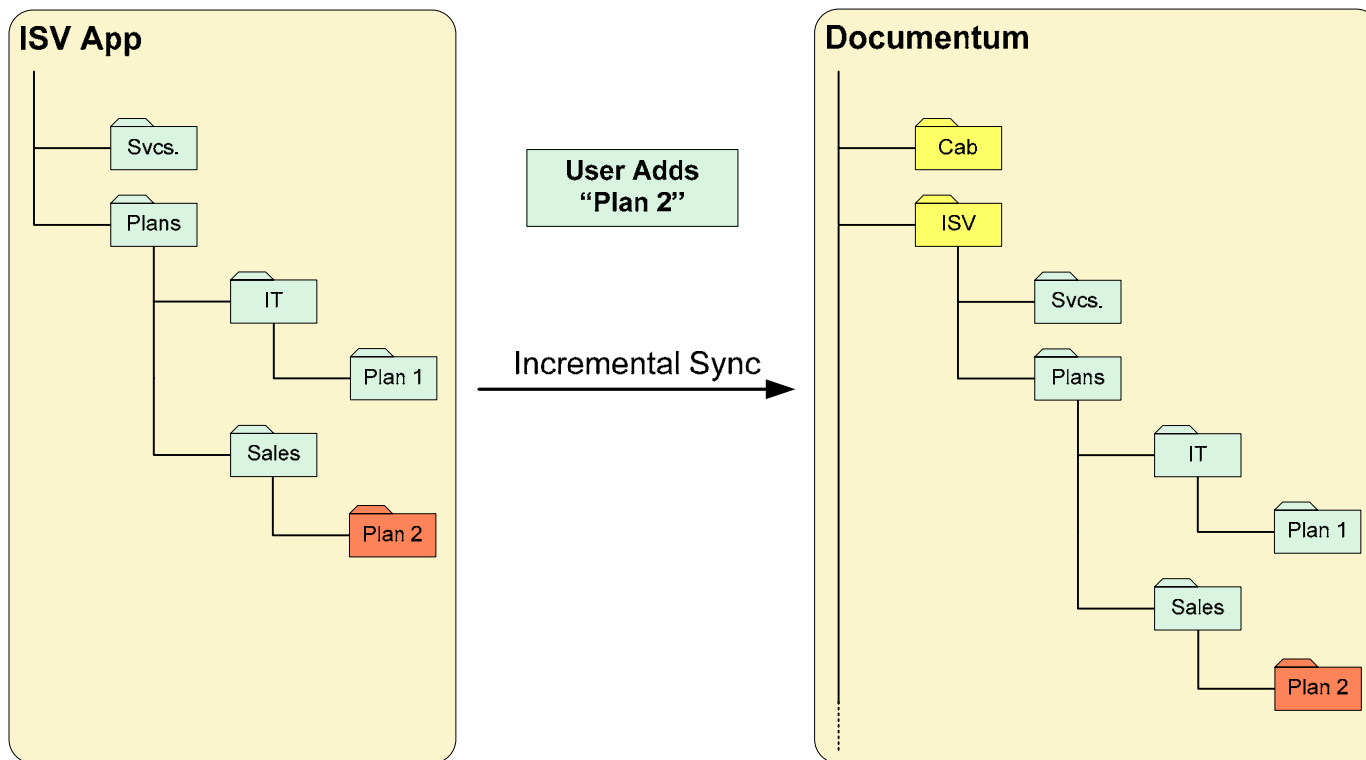 ISV App
Svcs.
Plans
IT
Plan 1
Sales
Plan 2
User Adds
“Plan 2”
Incremental Sync
Documentum
Cab
ISV
Svcs.
Plans
IT
Plan 1
Sales
Plan 2